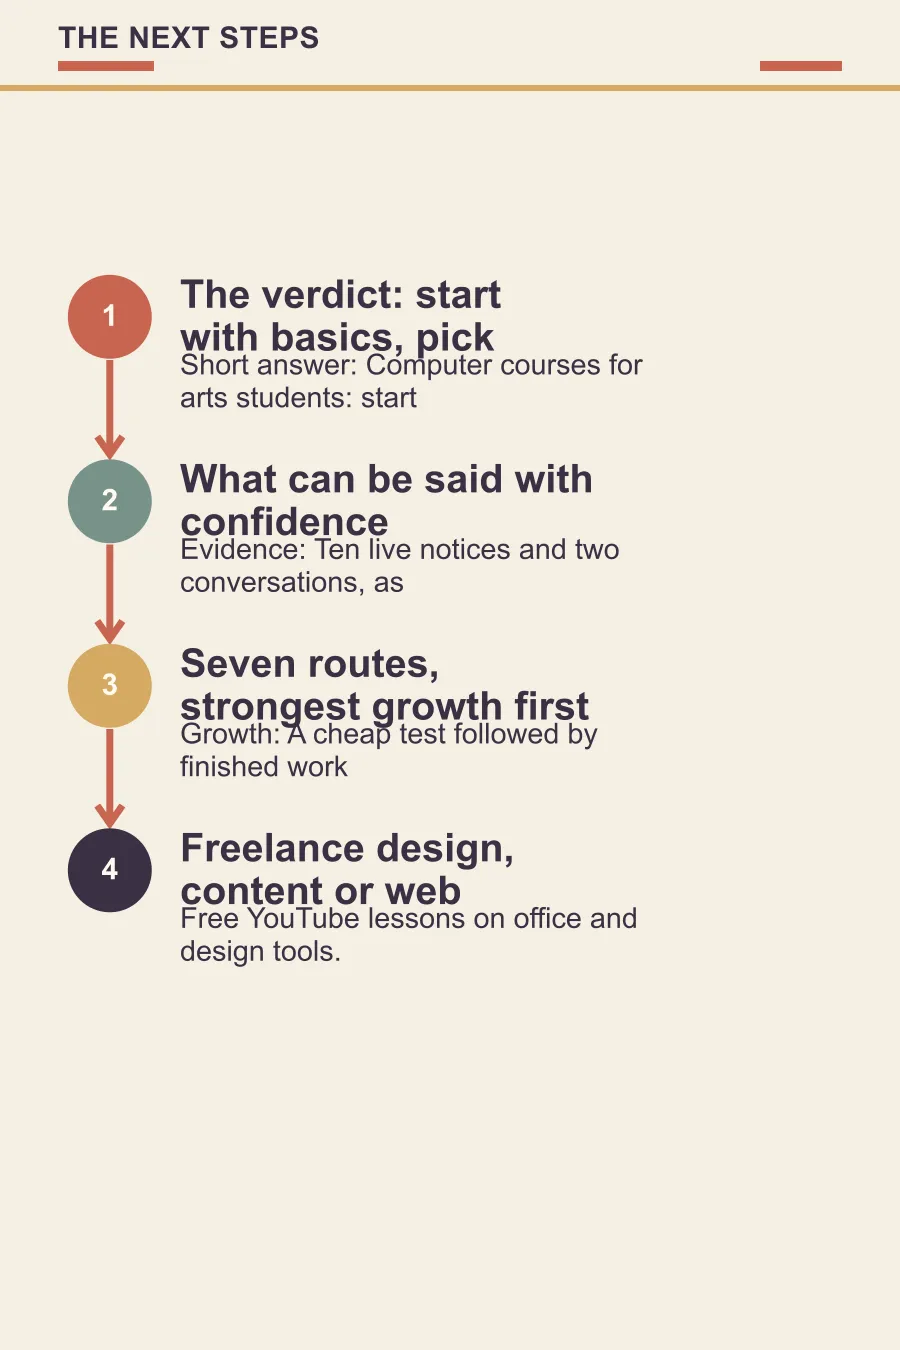 THE NEXT STEPS
1
The verdict: start
with basics, pick
Short answer: Computer courses for
arts students: start
2
What can be said with
confidence
Evidence: Ten live notices and two
conversations, as
3
Seven routes,
strongest growth first
Growth: A cheap test followed by
finished work
4
Freelance design,
content or web
Free YouTube lessons on office and
design tools.